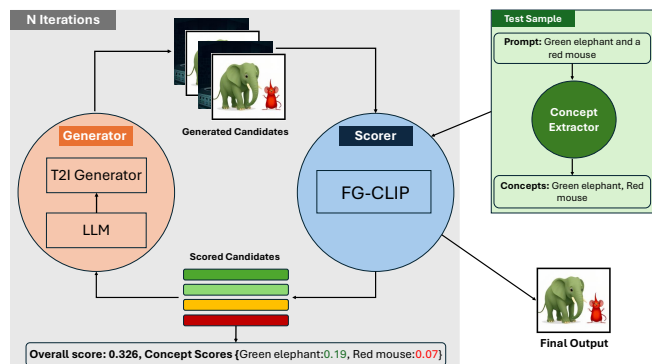 N Iterations
Test Sample
Prompt: Green elephant and a
red mouse
Concept
Extractor
Concepts: Green elephant, Red
mouse
Generated Candidates
Generator
T2I Generator
LLM
Scorer
FG-CLIP
Scored Candidates
Overall score: 0.326, Concept Scores {Green elephant:0.19, Red mouse:0.07}
Final Output